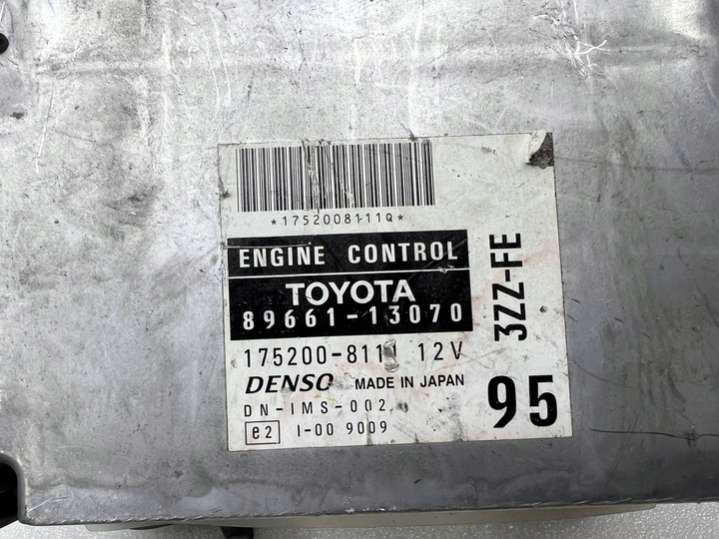 *1752008111Q*
ENGINE CONTROL
TOYOTA
89661-13070
175200-8111 12V
DENSO MADE IN JAPAN
DN-IMS-002
e2 I-00 9009
3ZZ-FE
95